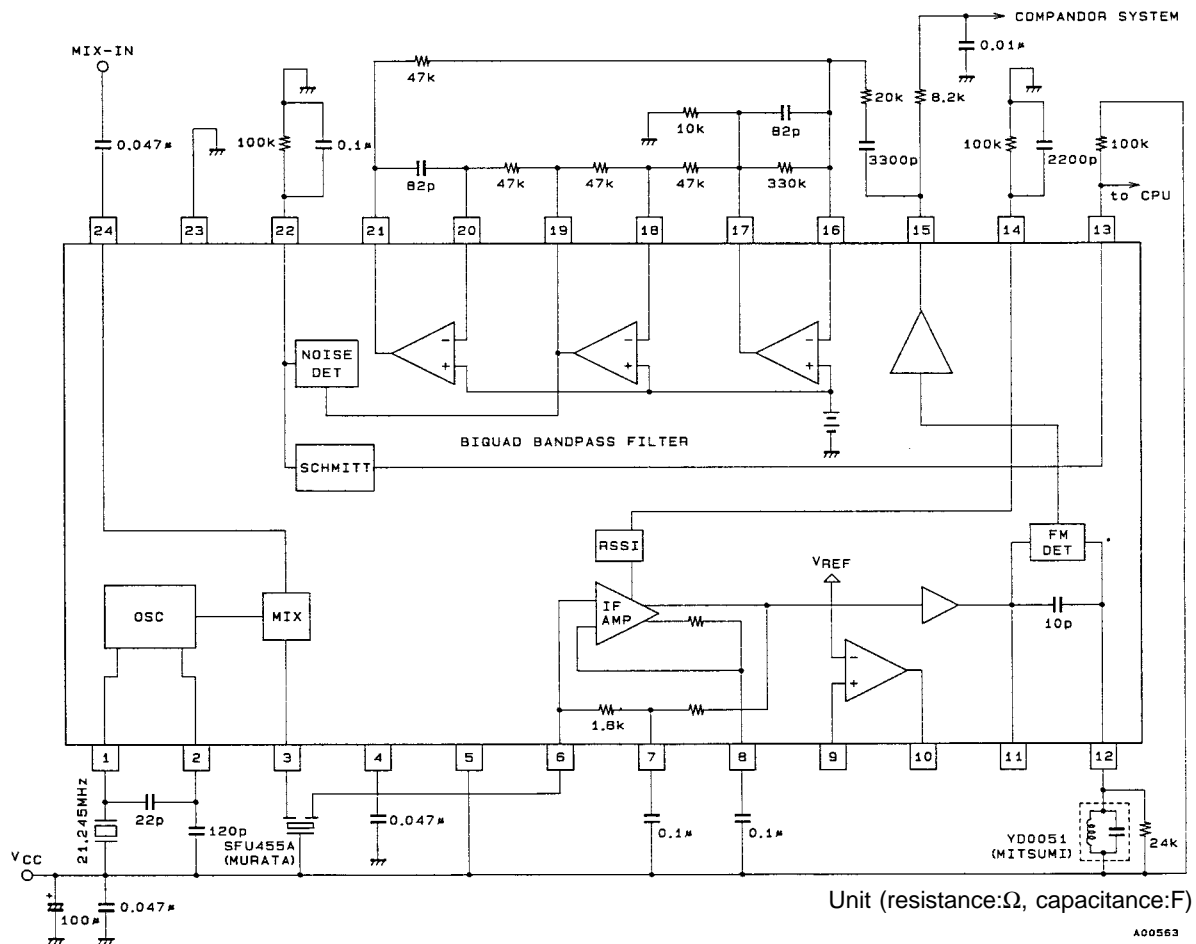 COMPANDOR SYSTEM
MIX-IN
0.01µ
47k
20k
8.2k
10k
82p
0.047µ
100k
0.1µ
3300p
100k
2200p
100k
82p
47k
47k
47k
330k
to CPU
24
23
22
21
20
19
18
17
16
15
14
13
NOISE
DET
-
+
-
+
-
+
BIQUAD BANDPASS FILTER
SCHMITT
RSSI
FM
DET
VREF
OSC
MIX
IF
AMP
10p
-
+
1.8k
1
2
3
4
5
6
7
8
9
10
11
12
21.245MHz
22p
120p
SFU455A
(MURATA)
0.047µ
0.1µ
0.1µ
YD0051
(MITSUMI)
24k
VCC
+
100µ
0.047µ
Unit (resistance:Ω, capacitance:F)
A00563